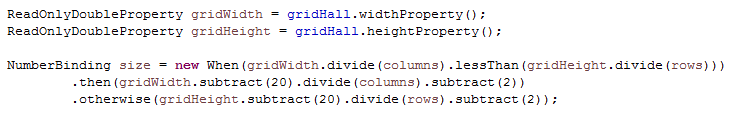 ReadOnlyDoubleProperty gridWidth = gridHall.widthProperty();
ReadOnlyDoubleProperty gridHeight = gridHall.heightProperty();

NumberBinding size = new When(gridWidth.divide(columns).lessThan(gridHeight.divide(rows)))
        .then(gridWidth.subtract(20).divide(columns).subtract(2))
        .otherwise(gridHeight.subtract(20).divide(rows).subtract(2));